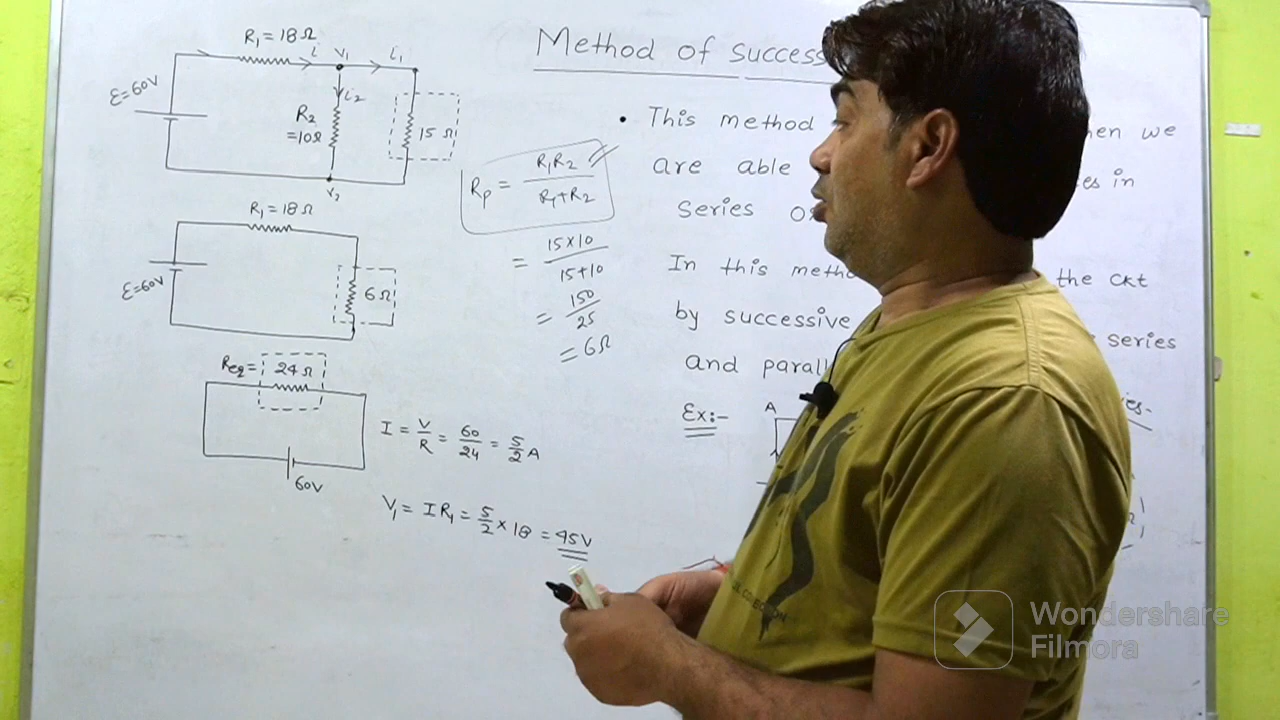 R₁=18Ω
i
V₁
i₁
ε=60V
i₂
R₂
=10Ω
15Ω
V₂
R₁=18Ω
ε=60V
6Ω
Req= 24Ω
60V
Rp = R₁R₂ / R₁+R₂
= 15×10 / 15+10
= 150 / 25
= 6Ω
I = V/R = 60/24 = 5/2 A
V₁ = IR₁ = 5/2 × 18 = 45V
Method of success
• This method hen we
are able es in
series o
In this metho the ckt
by successive series
and parall
Ex:- A
Wondershare
Filmora